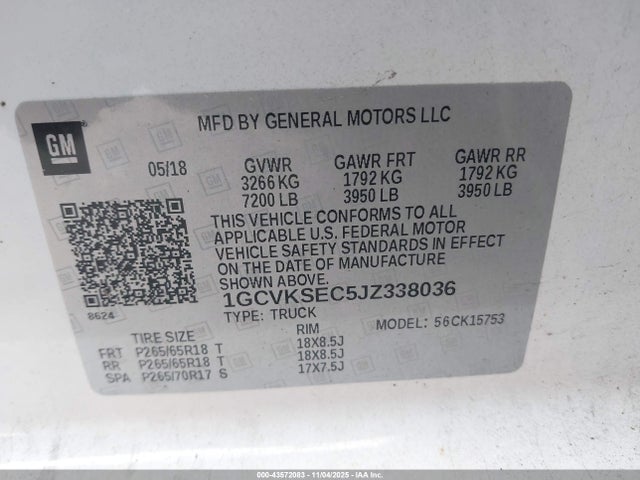 GM
MFD BY GENERAL MOTORS LLC
05/18
GVWR GAWR FRT GAWR RR
3266 KG 1792 KG 1792 KG
7200 LB 3950 LB 3950 LB
THIS VEHICLE CONFORMS TO ALL
APPLICABLE U.S. FEDERAL MOTOR
VEHICLE SAFETY STANDARDS IN EFFECT
ON THE DATE OF MANUFACTURE
SHOWN ABOVE.
8624
1GCVKSEC5JZ338036
TYPE: TRUCK MODEL: 56CK15753
TIRE SIZE RIM
FRT P265/65R18 T 18X8.5J
RR P265/65R18 T 18X8.5J
SPA P265/70R17 S 17X7.5J
000-43572083 - 11/04/2025 - IAA, Inc.